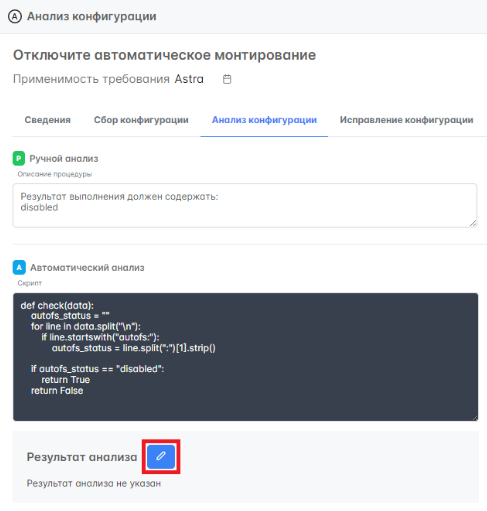 A Анализ конфигурации
Отключите автоматическое монтирование
Применимость требования Astra
Сведения Сбор конфигурации Анализ конфигурации Исправление конфигурации
Р Ручной анализ
Описание процедуры
Результат выполнения должен содержать:
disabled
А Автоматический анализ
Скрипт
def check(data):
    autofs_status = ""
    for line in data.split("\n"):
        if line.startswith("autofs:"):
            autofs_status = line.split(":")[1].strip()
    if autofs_status == "disabled":
        return True
    return False
Результат анализа
Результат анализа не указан